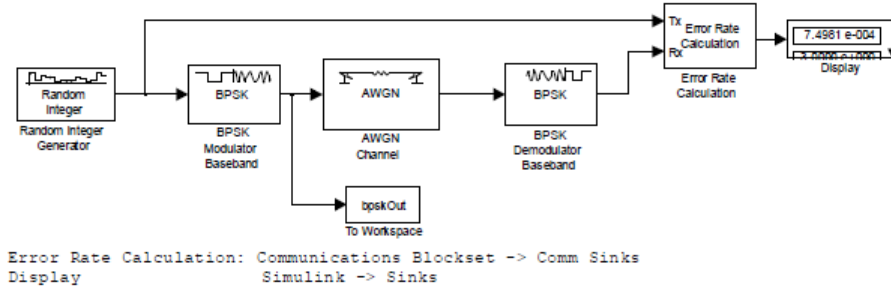 Tx
Error Rate
Calculation
Rx
Error Rate
Calculation
7.4981 e-004
Display
Random
Integer
Random Integer
Generator
BPSK
BPSK
Modulator
Baseband
AWGN
AWGN
Channel
BPSK
BPSK
Demodulator
Baseband
bpskOut
To Workspace
Error Rate Calculation: Communications Blockset -> Comm Sinks
Display Simulink -> Sinks